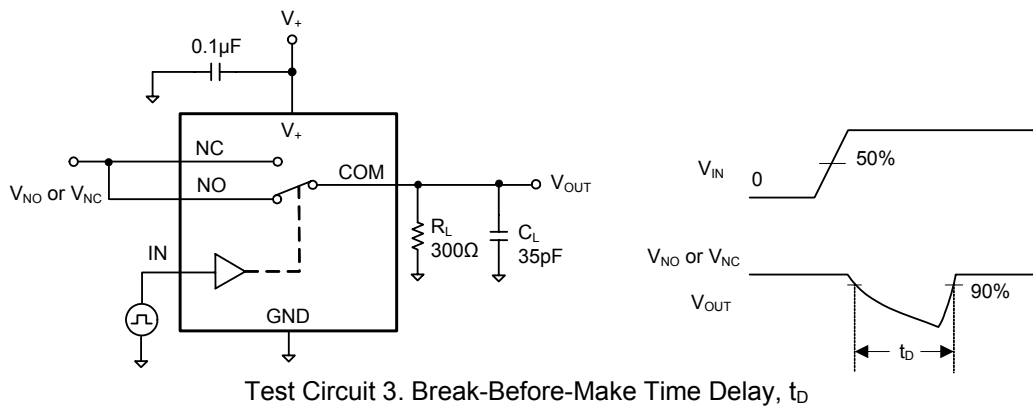 V+
0.1µF
V+
NC
COM
VOUT
NO
VNO or VNC
RL
300Ω
CL
35pF
IN
GND
VIN
0
50%
VNO or VNC
VOUT
90%
tD
Test Circuit 3. Break-Before-Make Time Delay, tD